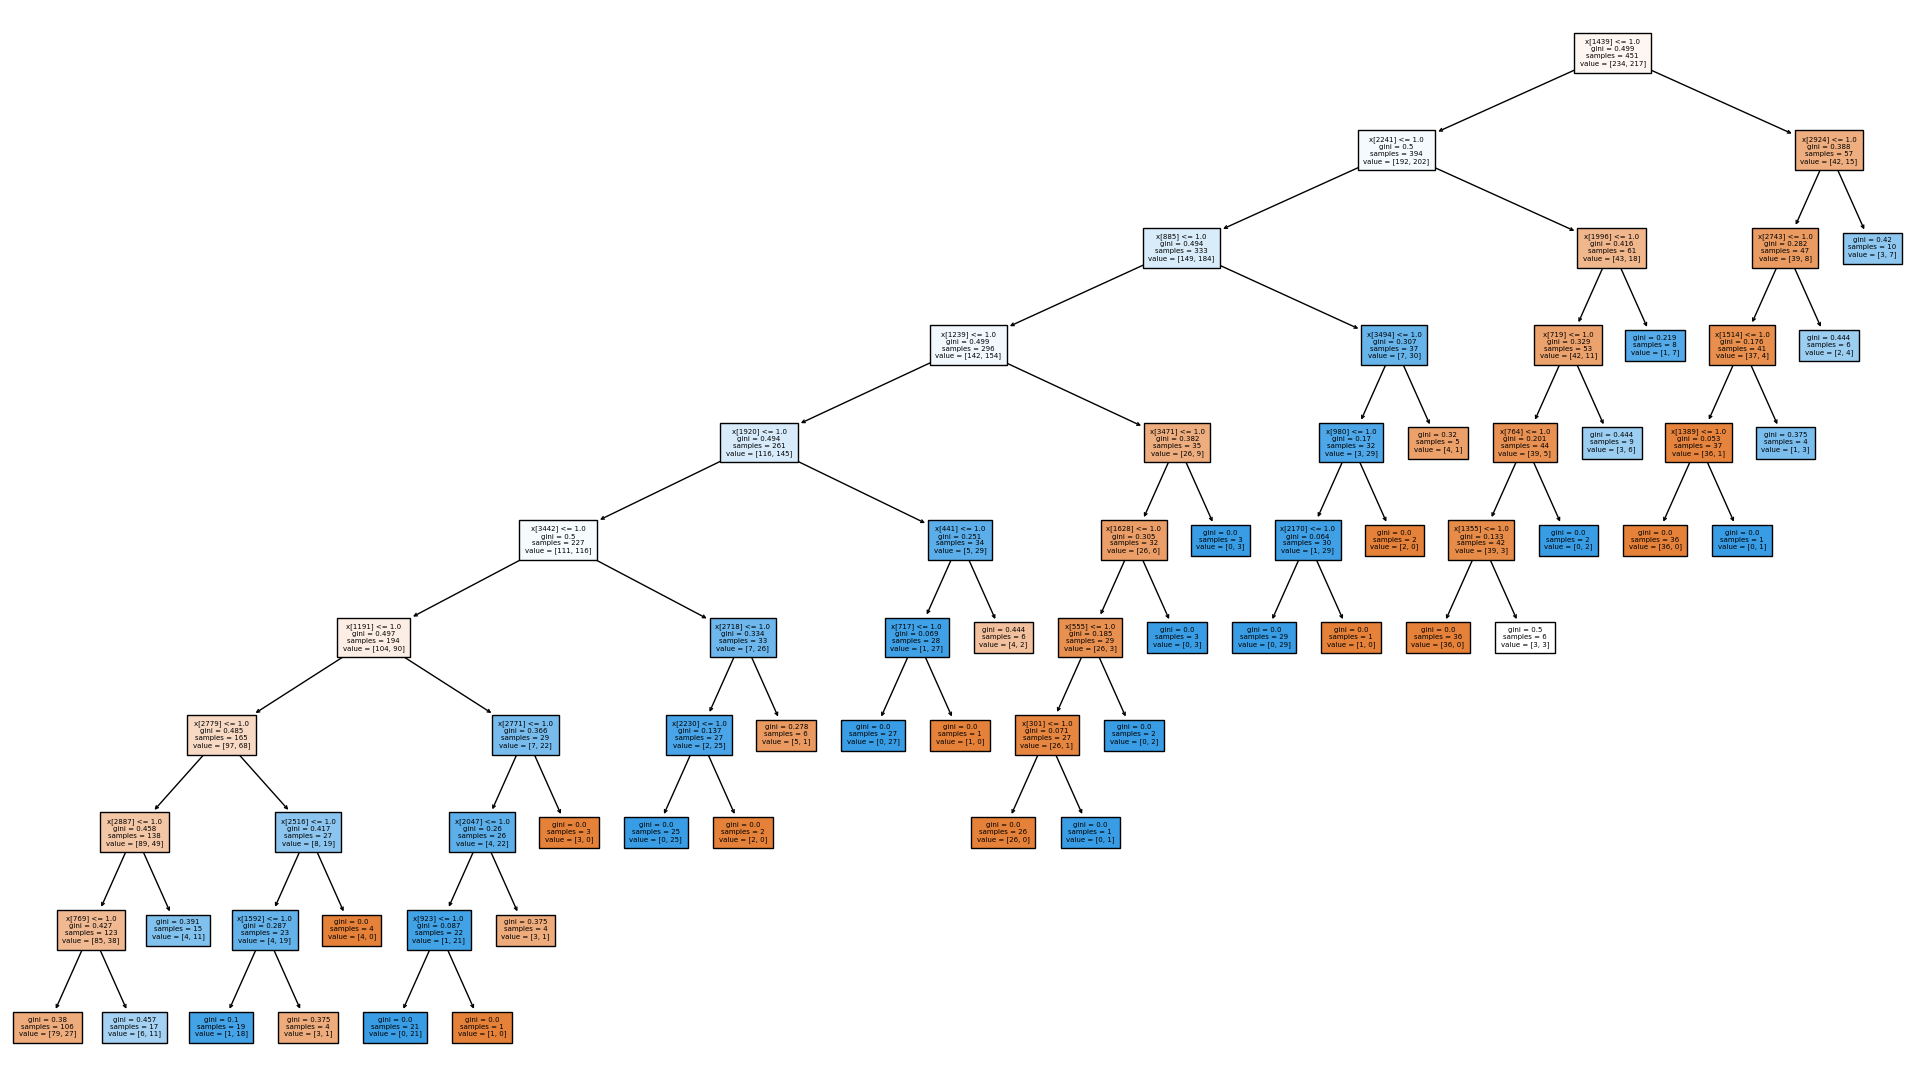 x[1439] <= 1.0
gini = 0.499
samples = 451
value = [234, 217]
x[2241] <= 1.0
gini = 0.5
samples = 394
value = [192, 202]
x[2924] <= 1.0
gini = 0.388
samples = 57
value = [42, 15]
x[885] <= 1.0
gini = 0.494
samples = 333
value = [149, 184]
x[1996] <= 1.0
gini = 0.416
samples = 61
value = [43, 18]
x[2743] <= 1.0
gini = 0.282
samples = 47
value = [39, 8]
gini = 0.42
samples = 10
value = [3, 7]
x[1239] <= 1.0
gini = 0.499
samples = 296
value = [142, 154]
x[3494] <= 1.0
gini = 0.307
samples = 37
value = [7, 30]
x[719] <= 1.0
gini = 0.329
samples = 53
value = [42, 11]
gini = 0.219
samples = 8
value = [1, 7]
x[1514] <= 1.0
gini = 0.176
samples = 41
value = [37, 4]
gini = 0.444
samples = 6
value = [2, 4]
x[1920] <= 1.0
gini = 0.494
samples = 261
value = [116, 145]
x[3471] <= 1.0
gini = 0.382
samples = 35
value = [26, 9]
x[980] <= 1.0
gini = 0.17
samples = 32
value = [3, 29]
gini = 0.32
samples = 5
value = [4, 1]
x[764] <= 1.0
gini = 0.201
samples = 44
value = [39, 5]
gini = 0.444
samples = 9
value = [3, 6]
x[1389] <= 1.0
gini = 0.053
samples = 37
value = [36, 1]
gini = 0.375
samples = 4
value = [1, 3]
x[3442] <= 1.0
gini = 0.5
samples = 227
value = [111, 116]
x[441] <= 1.0
gini = 0.251
samples = 34
value = [5, 29]
x[1628] <= 1.0
gini = 0.305
samples = 32
value = [26, 6]
gini = 0.0
samples = 3
value = [0, 3]
x[2170] <= 1.0
gini = 0.064
samples = 30
value = [1, 29]
gini = 0.0
samples = 2
value = [2, 0]
x[1355] <= 1.0
gini = 0.133
samples = 42
value = [39, 3]
gini = 0.0
samples = 2
value = [0, 2]
gini = 0.0
samples = 36
value = [36, 0]
gini = 0.0
samples = 1
value = [0, 1]
x[1191] <= 1.0
gini = 0.497
samples = 194
value = [104, 90]
x[2718] <= 1.0
gini = 0.334
samples = 33
value = [7, 26]
x[717] <= 1.0
gini = 0.069
samples = 28
value = [1, 27]
gini = 0.444
samples = 6
value = [4, 2]
x[555] <= 1.0
gini = 0.185
samples = 29
value = [26, 3]
gini = 0.0
samples = 3
value = [0, 3]
gini = 0.0
samples = 29
value = [0, 29]
gini = 0.0
samples = 1
value = [1, 0]
gini = 0.0
samples = 36
value = [36, 0]
gini = 0.5
samples = 6
value = [3, 3]
x[2779] <= 1.0
gini = 0.485
samples = 165
value = [97, 68]
x[2771] <= 1.0
gini = 0.366
samples = 29
value = [7, 22]
x[2230] <= 1.0
gini = 0.137
samples = 27
value = [2, 25]
gini = 0.278
samples = 6
value = [5, 1]
gini = 0.0
samples = 27
value = [0, 27]
gini = 0.0
samples = 1
value = [1, 0]
x[301] <= 1.0
gini = 0.071
samples = 27
value = [26, 1]
gini = 0.0
samples = 2
value = [0, 2]
x[2887] <= 1.0
gini = 0.458
samples = 138
value = [89, 49]
x[2516] <= 1.0
gini = 0.417
samples = 27
value = [8, 19]
x[2047] <= 1.0
gini = 0.26
samples = 26
value = [4, 22]
gini = 0.0
samples = 3
value = [3, 0]
gini = 0.0
samples = 25
value = [0, 25]
gini = 0.0
samples = 2
value = [2, 0]
gini = 0.0
samples = 26
value = [26, 0]
gini = 0.0
samples = 1
value = [0, 1]
x[769] <= 1.0
gini = 0.427
samples = 123
value = [85, 38]
gini = 0.391
samples = 15
value = [4, 11]
x[1592] <= 1.0
gini = 0.287
samples = 23
value = [4, 19]
gini = 0.0
samples = 4
value = [4, 0]
x[923] <= 1.0
gini = 0.087
samples = 22
value = [1, 21]
gini = 0.375
samples = 4
value = [3, 1]
gini = 0.38
samples = 106
value = [79, 27]
gini = 0.457
samples = 17
value = [6, 11]
gini = 0.1
samples = 19
value = [1, 18]
gini = 0.375
samples = 4
value = [3, 1]
gini = 0.0
samples = 21
value = [0, 21]
gini = 0.0
samples = 1
value = [1, 0]